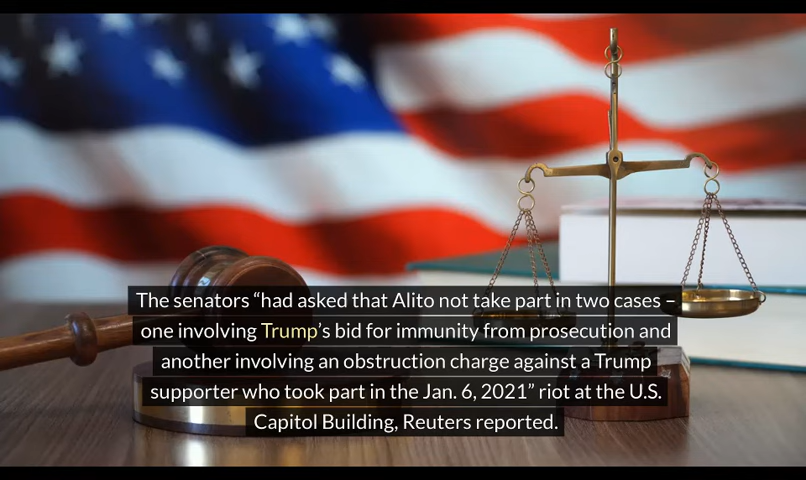 The senators “had asked that Alito not take part in two cases –
one involving Trump’s bid for immunity from prosecution and
another involving an obstruction charge against a Trump
supporter who took part in the Jan. 6, 2021” riot at the U.S.
Capitol Building, Reuters reported.